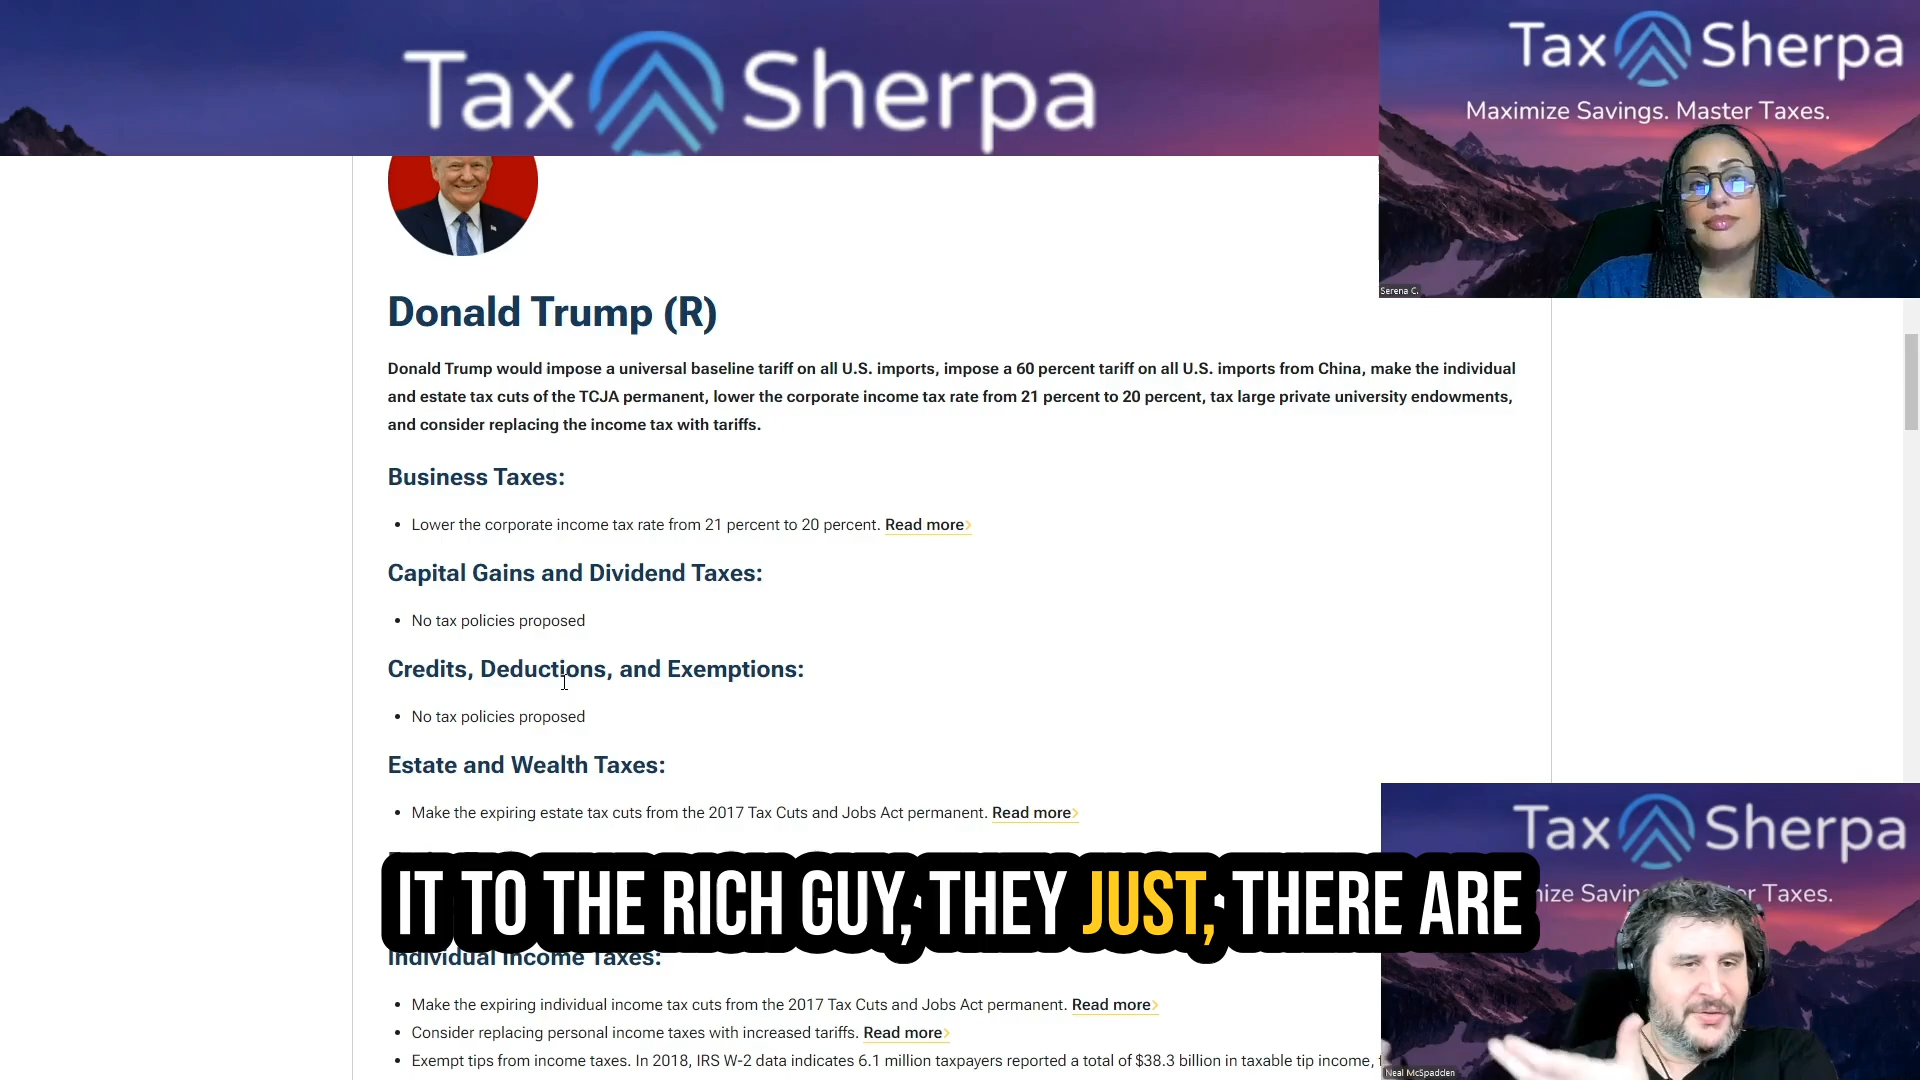 Tax Sherpa
Tax Sherpa
Maximize Savings. Master Taxes.
Serena C.
Donald Trump (R)
Donald Trump would impose a universal baseline tariff on all U.S. imports, impose a 60 percent tariff on all U.S. imports from China, make the individual
and estate tax cuts of the TCJA permanent, lower the corporate income tax rate from 21 percent to 20 percent, tax large private university endowments,
and consider replacing the income tax with tariffs.
Business Taxes:
• Lower the corporate income tax rate from 21 percent to 20 percent. Read more›
Capital Gains and Dividend Taxes:
• No tax policies proposed
Credits, Deductions, and Exemptions:
• No tax policies proposed
Estate and Wealth Taxes:
• Make the expiring estate tax cuts from the 2017 Tax Cuts and Jobs Act permanent. Read more›
Tax Sherpa
IT TO THE RICH GUY, THEY JUST, THERE ARE
Taxes.
Individual Income Taxes:
• Make the expiring individual income tax cuts from the 2017 Tax Cuts and Jobs Act permanent. Read more›
• Consider replacing personal income taxes with increased tariffs. Read more›
• Exempt tips from income taxes. In 2018, IRS W-2 data indicates 6.1 million taxpayers reported a total of $38.3 billion in taxable tip income,
Neal McSpadden